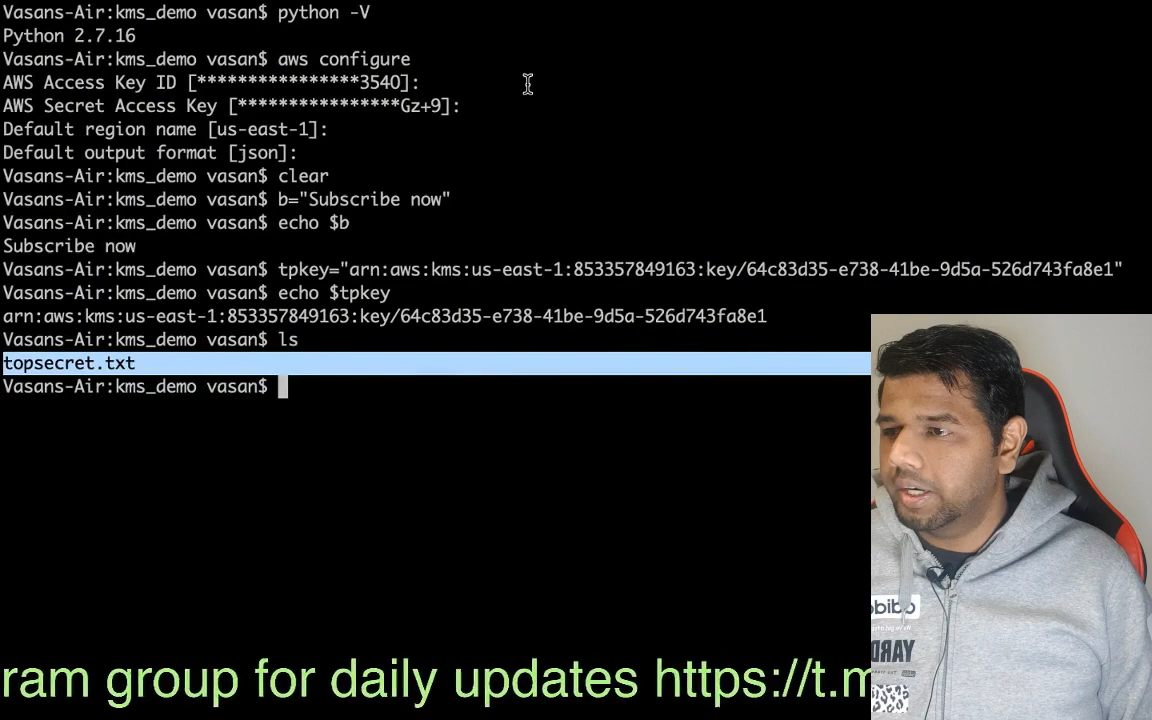 Vasans-Air:kms_demo vasan$ python -V
Python 2.7.16
Vasans-Air:kms_demo vasan$ aws configure
AWS Access Key ID [****************354O]:
AWS Secret Access Key [****************Gz+9]:
Default region name [us-east-1]:
Default output format [json]:
Vasans-Air:kms_demo vasan$ clear
Vasans-Air:kms_demo vasan$ b="Subscribe now"
Vasans-Air:kms_demo vasan$ echo $b
Subscribe now
Vasans-Air:kms_demo vasan$ tpkey="arn:aws:kms:us-east-1:853357849163:key/64c83d35-e738-41be-9d5a-526d743fa8e1"
Vasans-Air:kms_demo vasan$ echo $tpkey
arn:aws:kms:us-east-1:853357849163:key/64c83d35-e738-41be-9d5a-526d743fa8e1
Vasans-Air:kms_demo vasan$ ls
topsecret.txt
Vasans-Air:kms_demo vasan$
ram group for daily updates https://t.m